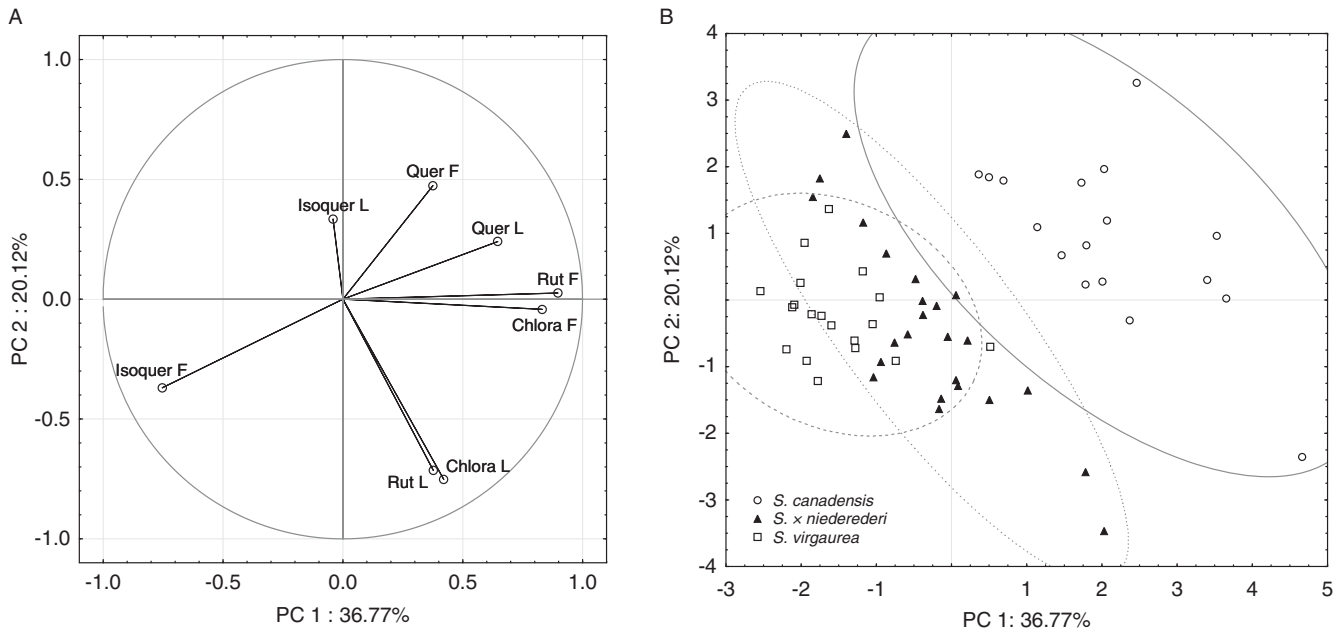 A
1.0
0.5
0.0
-0.5
-1.0
PC 2 : 20.12%
Quer F
Isoquer L
Quer L
Rut F
Chlora F
Isoquer F
Chlora L
Rut L
-1.0 -0.5 0.0 0.5 1.0
PC 1 : 36.77%
B
4
3
2
1
-1
-2
-3
-4
PC 2: 20.12%
S. canadensis
S. × niederederi
S. virgaurea
-3 -2 -1 1 2 3 4 5
PC 1: 36.77%